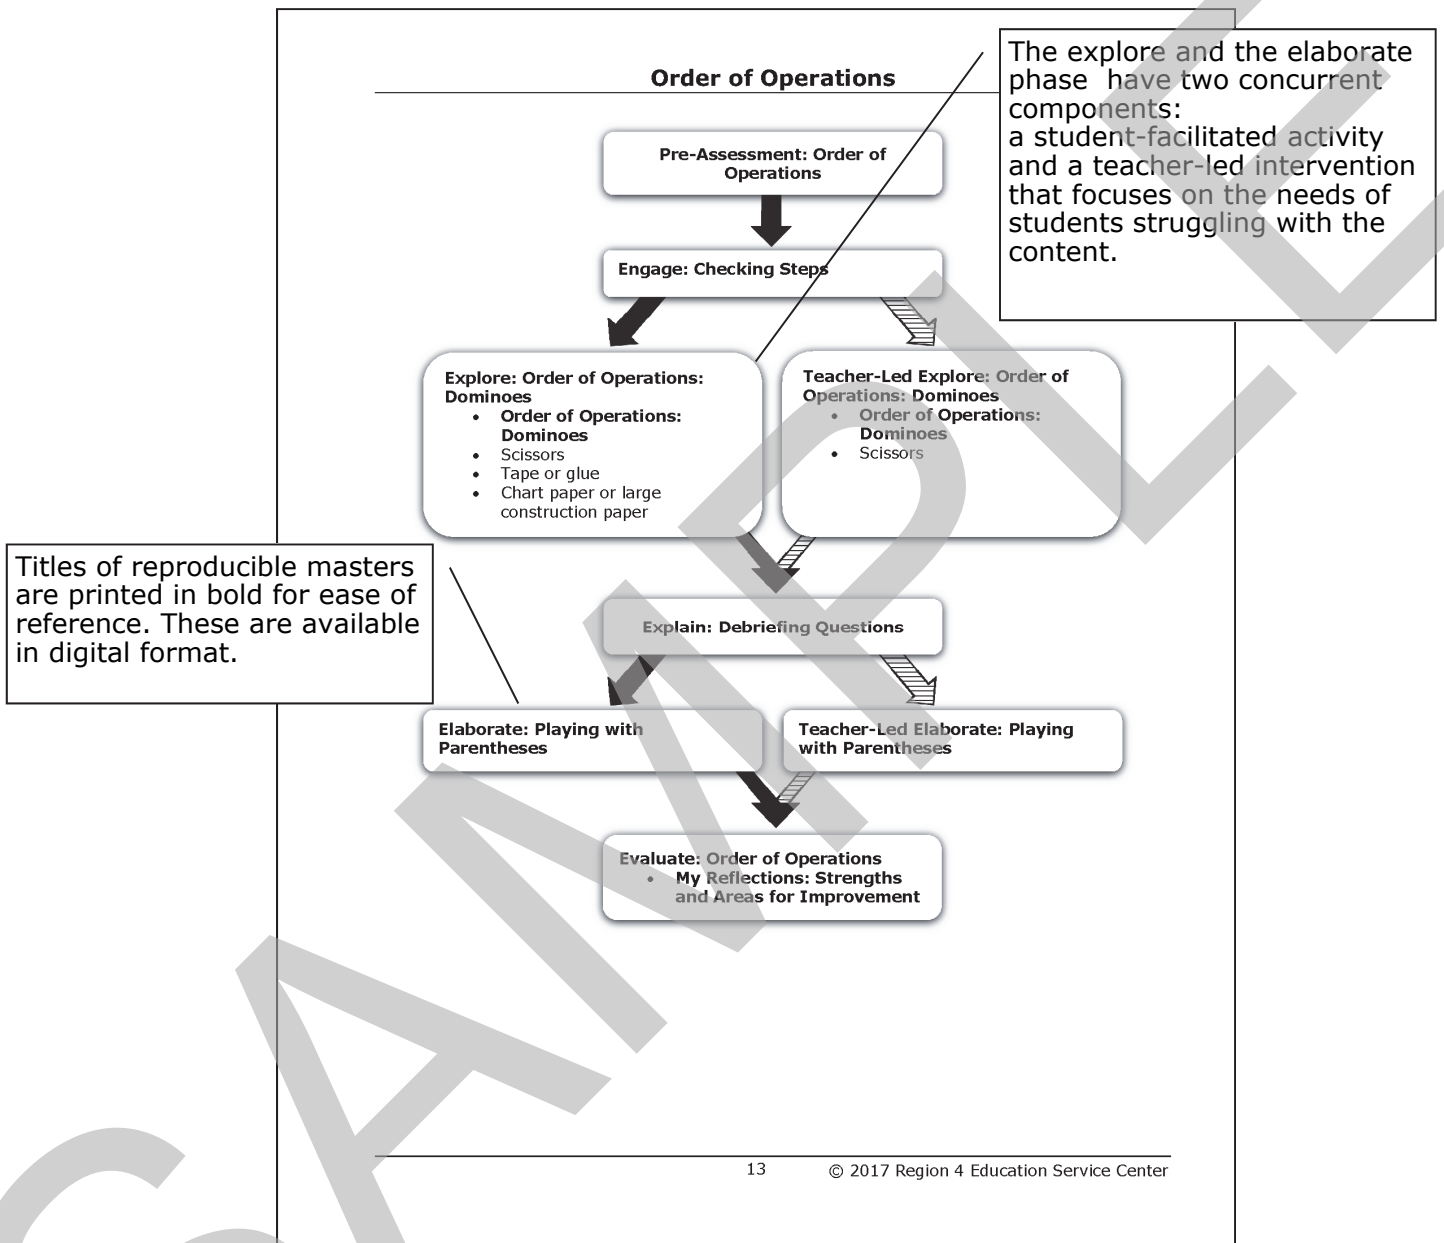 Order of Operations
The explore and the elaborate
phase have two concurrent
components:
a student-facilitated activity
and a teacher-led intervention
that focuses on the needs of
students struggling with the
content.
Pre-Assessment: Order of
Operations
Engage: Checking Steps
Explore: Order of Operations:
Dominoes
• Order of Operations:
Dominoes
• Scissors
• Tape or glue
• Chart paper or large
construction paper
Teacher-Led Explore: Order of
Operations: Dominoes
• Order of Operations:
Dominoes
• Scissors
Titles of reproducible masters
are printed in bold for ease of
reference. These are available
in digital format.
Explain: Debriefing Questions
Elaborate: Playing with
Parentheses
Teacher-Led Elaborate: Playing
with Parentheses
Evaluate: Order of Operations
• My Reflections: Strengths
and Areas for Improvement
13 © 2017 Region 4 Education Service Center
SAMPLE